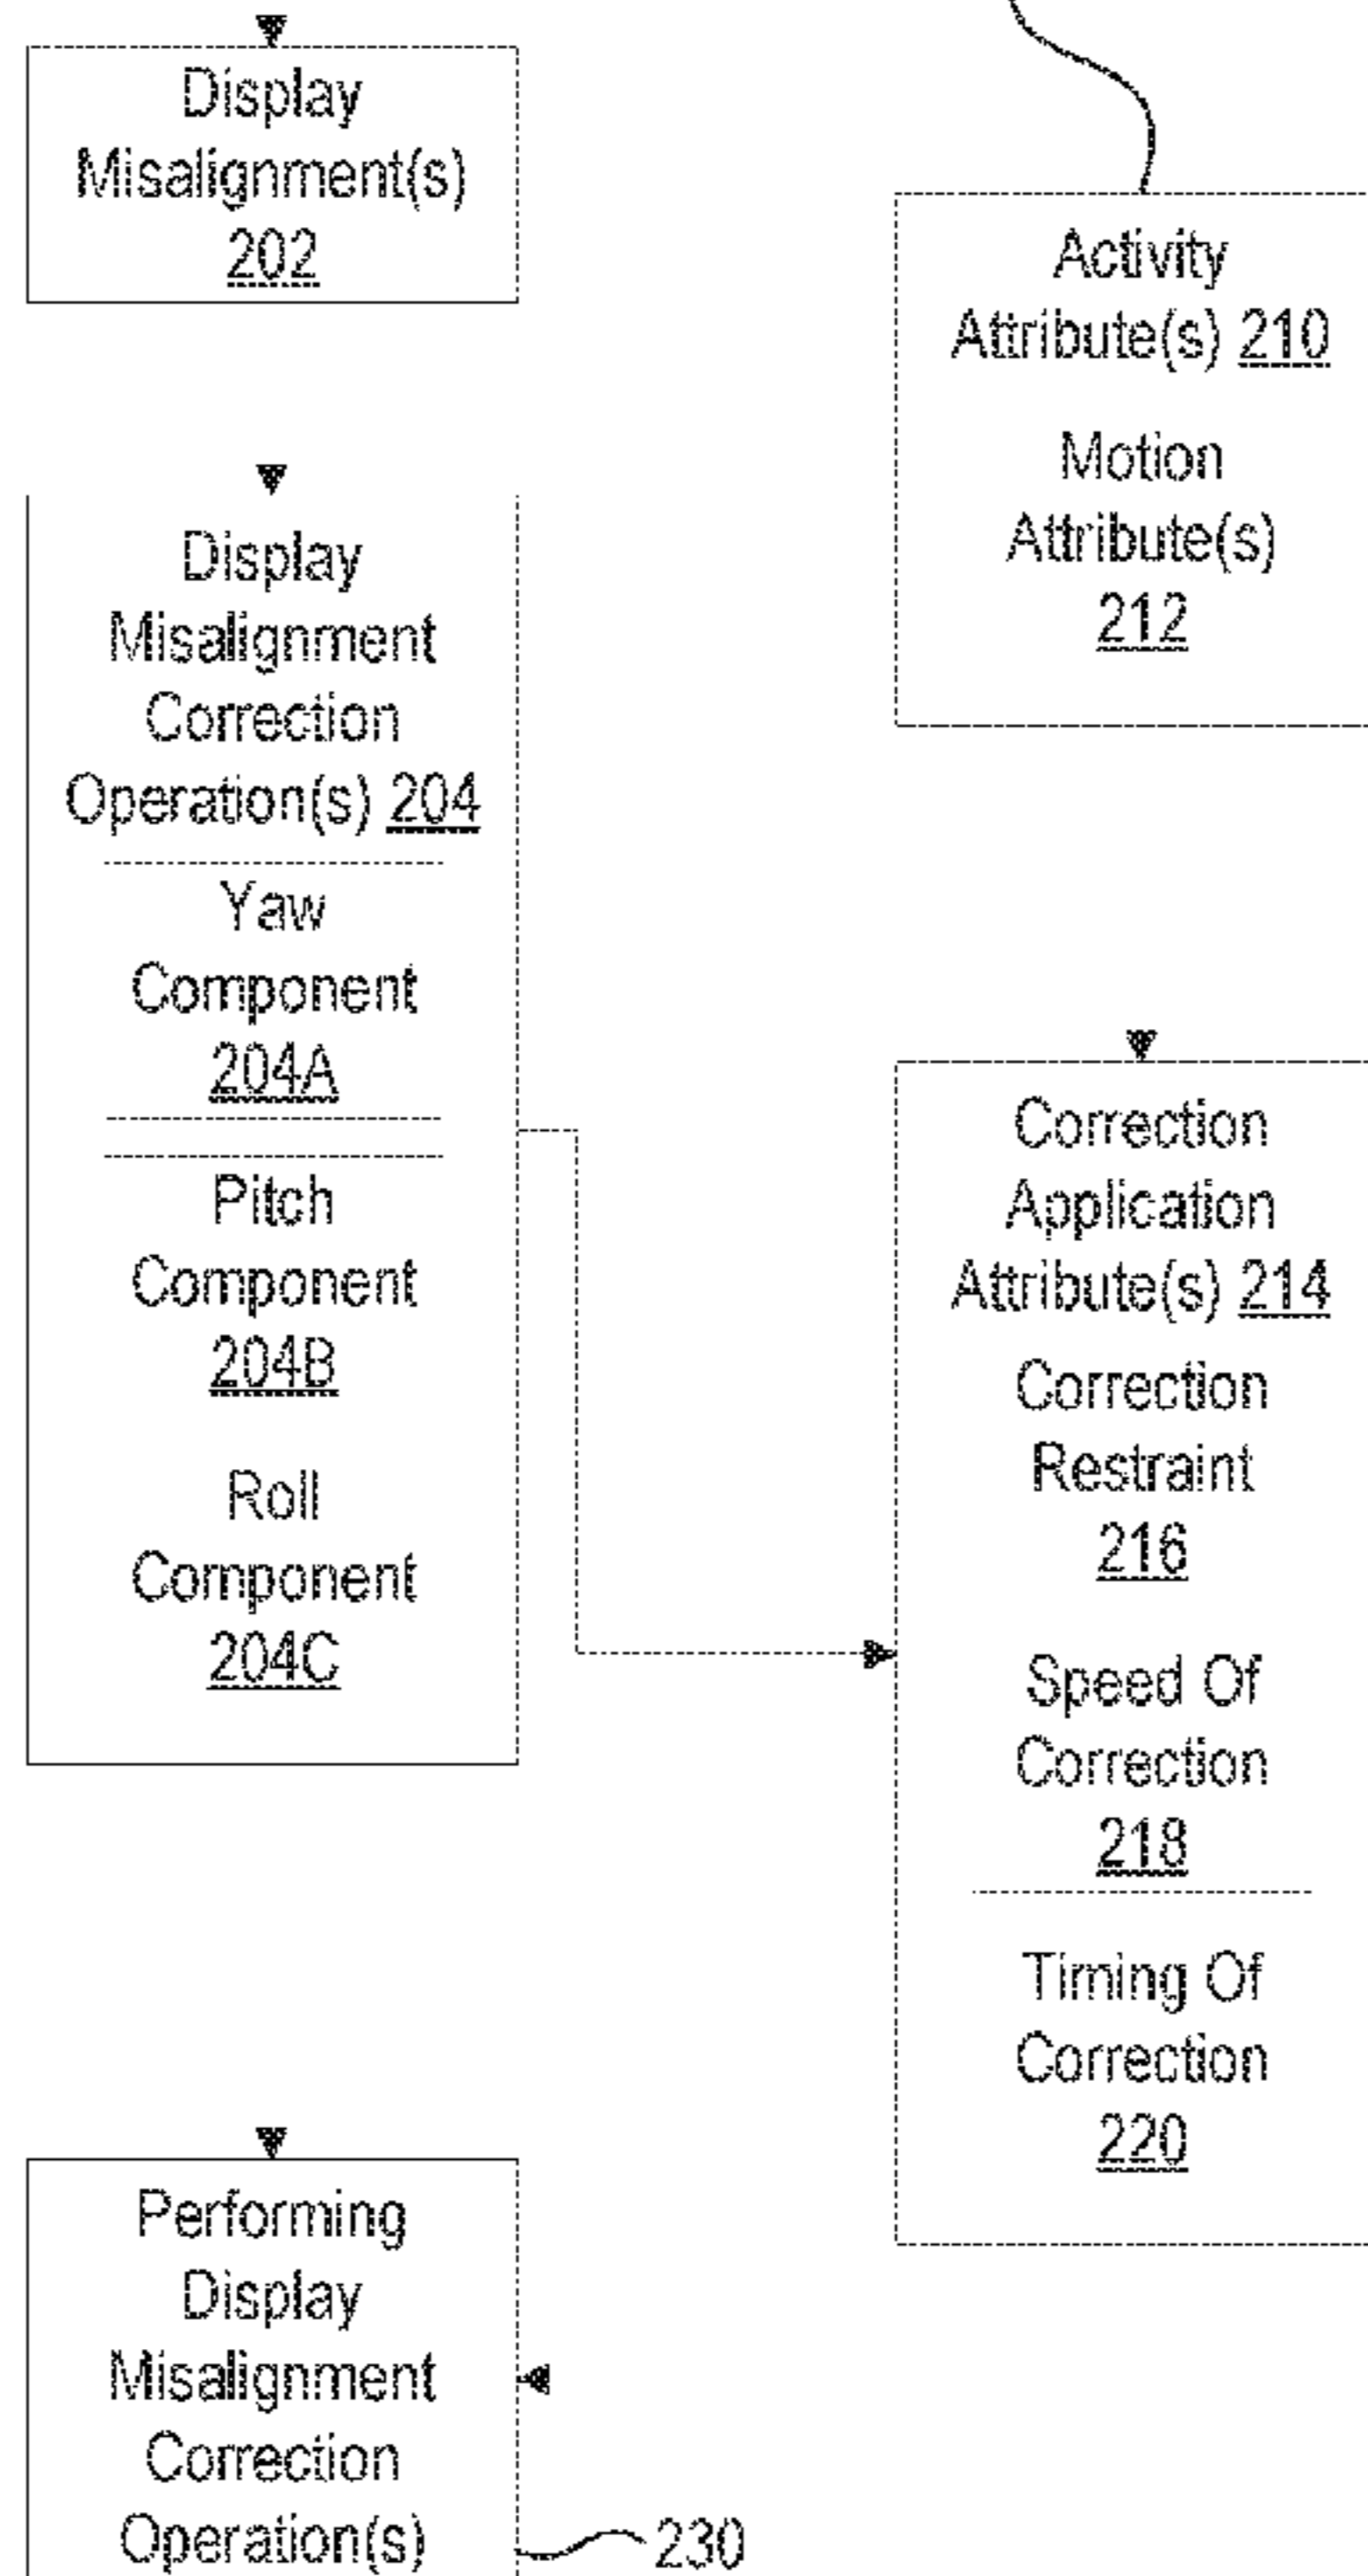 Display
Misalignment(s)
202
Display
Misalignment
Correction
Operation(s) 204
Yaw
Component
204A
Pitch
Component
204B
Roll
Component
204C
Performing
Display
Misalignment
Correction
Operation(s)
230
Activity
Attribute(s) 210
Motion
Attribute(s)
212
Correction
Application
Attribute(s) 214
Correction
Restraint
216
Speed Of
Correction
218
Timing Of
Correction
220